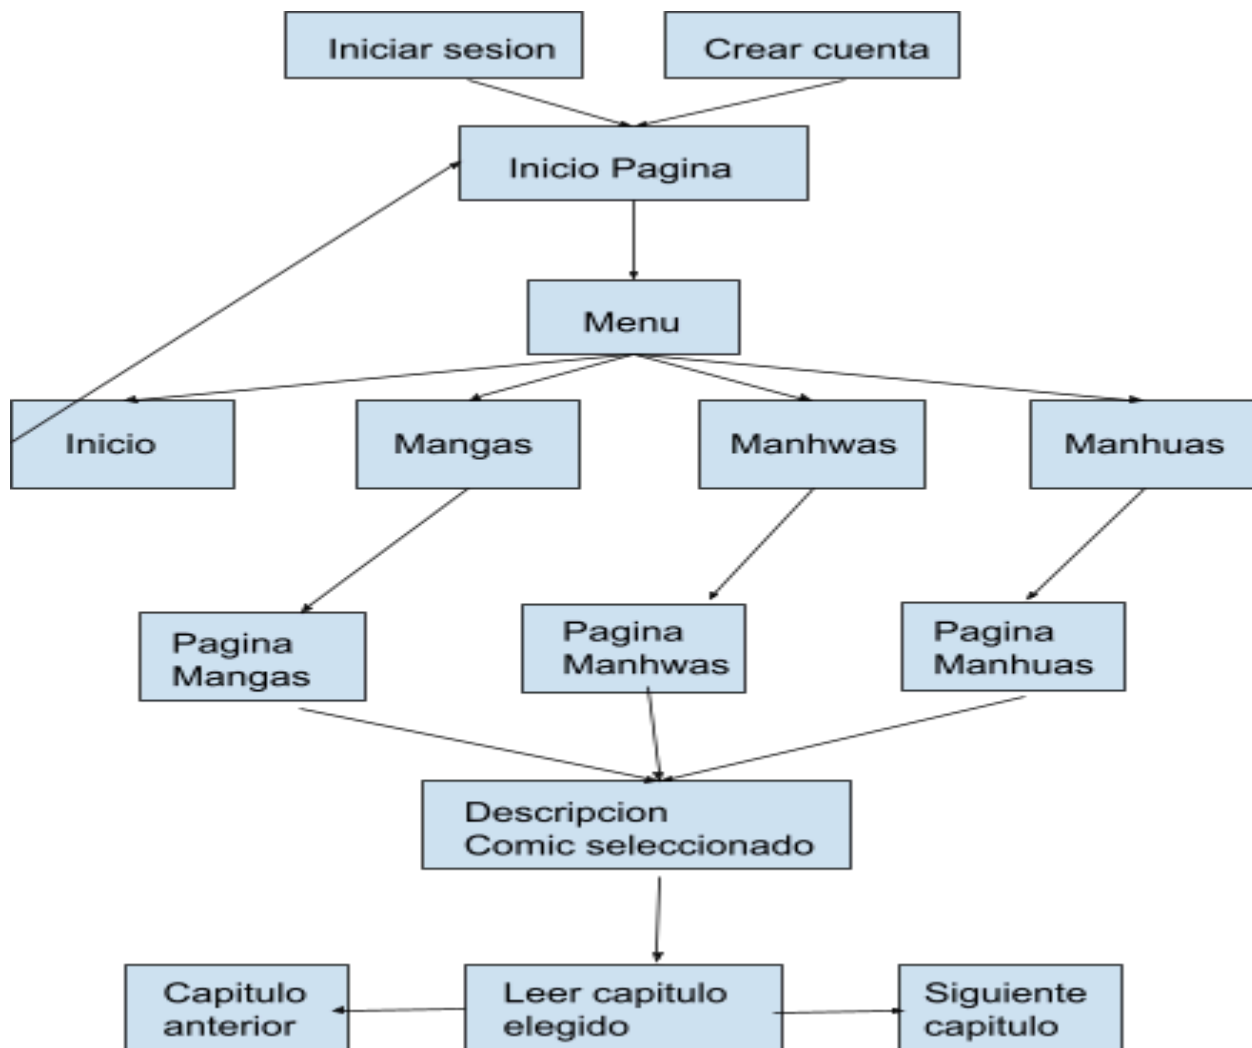 Iniciar sesion
Crear cuenta
Inicio Pagina
Menu
Inicio
Mangas
Manhwas
Manhuas
Pagina
Mangas
Pagina
Manhwas
Pagina
Manhuas
Descripcion
Comic seleccionado
Capitulo
anterior
Leer capitulo
elegido
Siguiente
capitulo